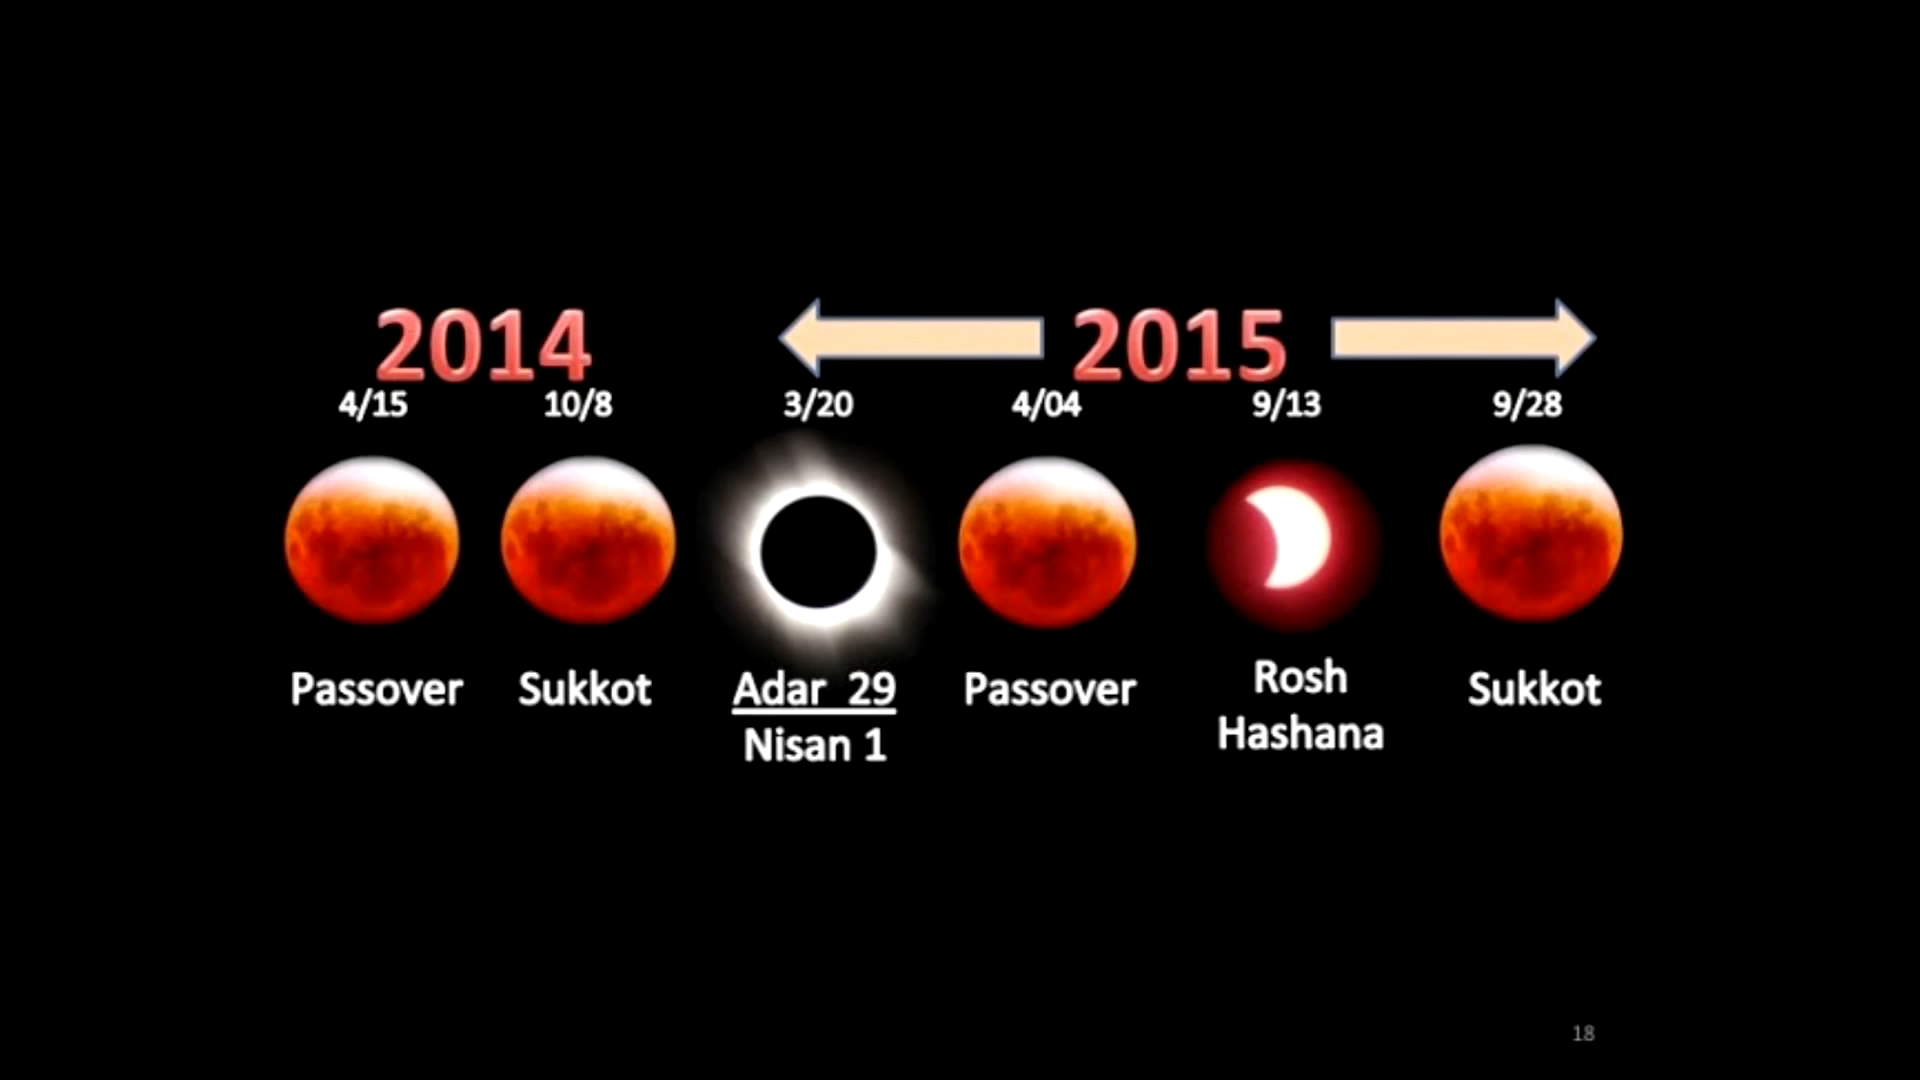 2014 2015
4/15 10/8 3/20 4/04 9/13 9/28
Passover Sukkot Adar 29 Passover Rosh Sukkot
Nisan 1 Hashana
18